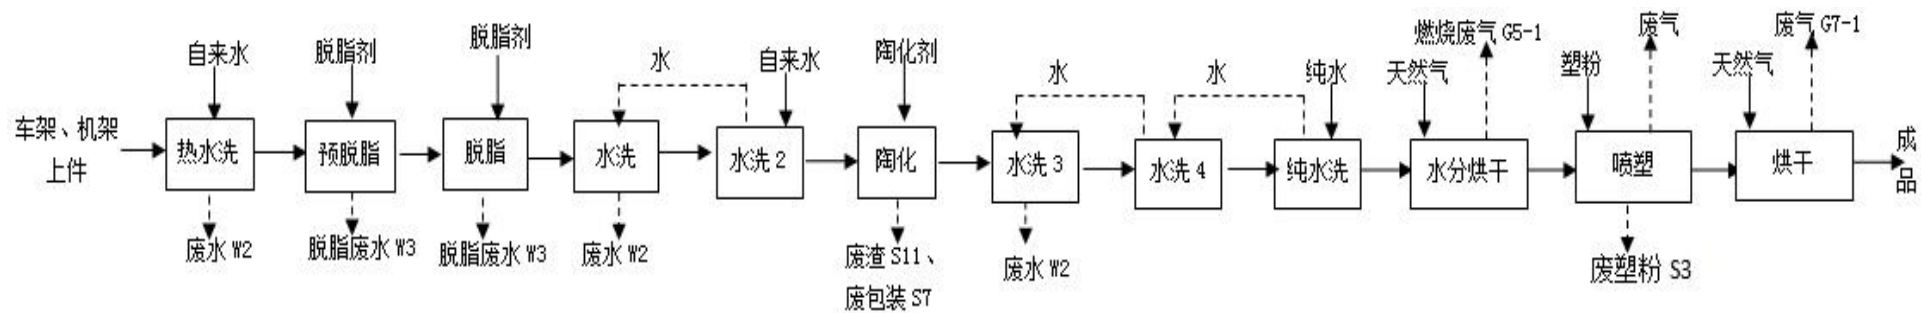 自来水
脱脂剂
脱脂剂
水
自来水
陶化剂
水
水
纯水
天然气
燃烧废气 G5-1
塑粉
废气
天然气
废气 G7-1
车架、机架
上件
热水洗
预脱脂
脱脂
水洗
水洗 2
陶化
水洗 3
水洗 4
纯水洗
水分烘干
喷塑
烘干
成
品
废水 W2
脱脂废水 W3
脱脂废水 W3
废水 W2
废渣 S11、
废包装 S7
废水 W2
废塑粉 S3